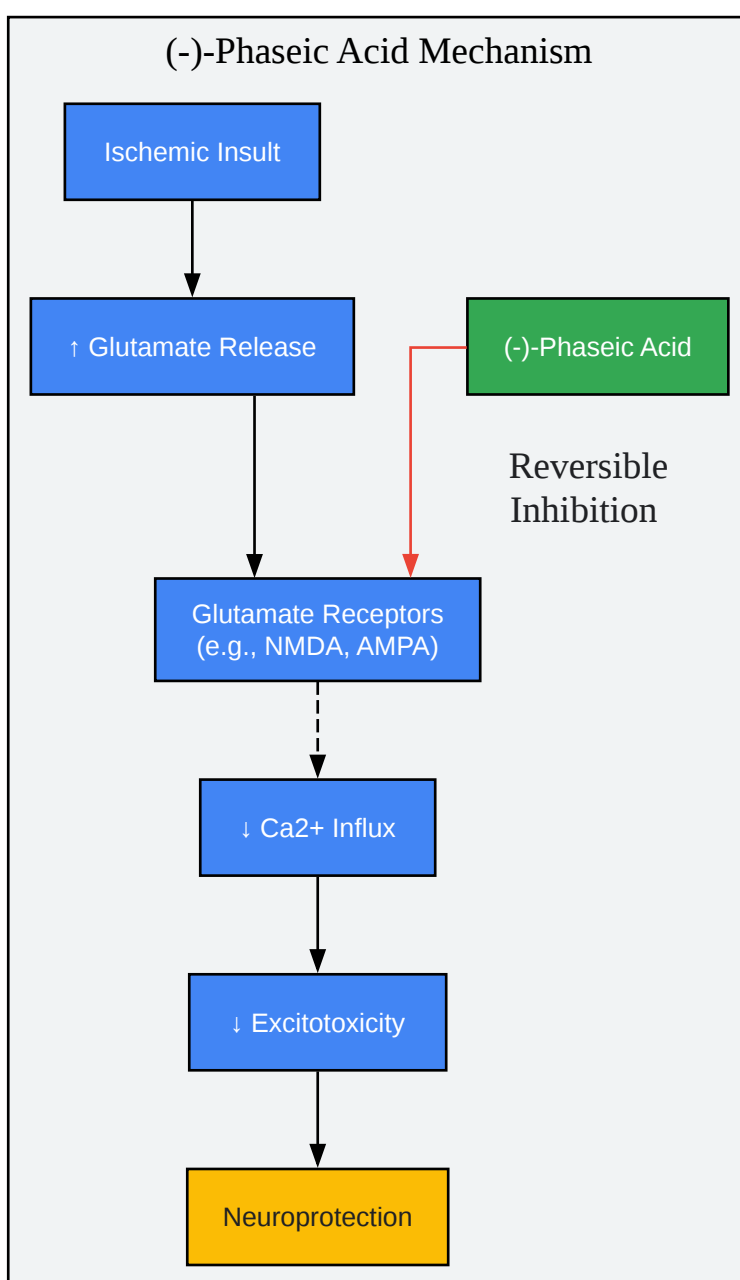 (-)-Phaseic Acid Mechanism
Ischemic Insult
↑ Glutamate Release
(-)-Phaseic Acid
Reversible
Inhibition
Glutamate Receptors
(e.g., NMDA, AMPA)
↓ Ca2+ Influx
↓ Excitotoxicity
Neuroprotection